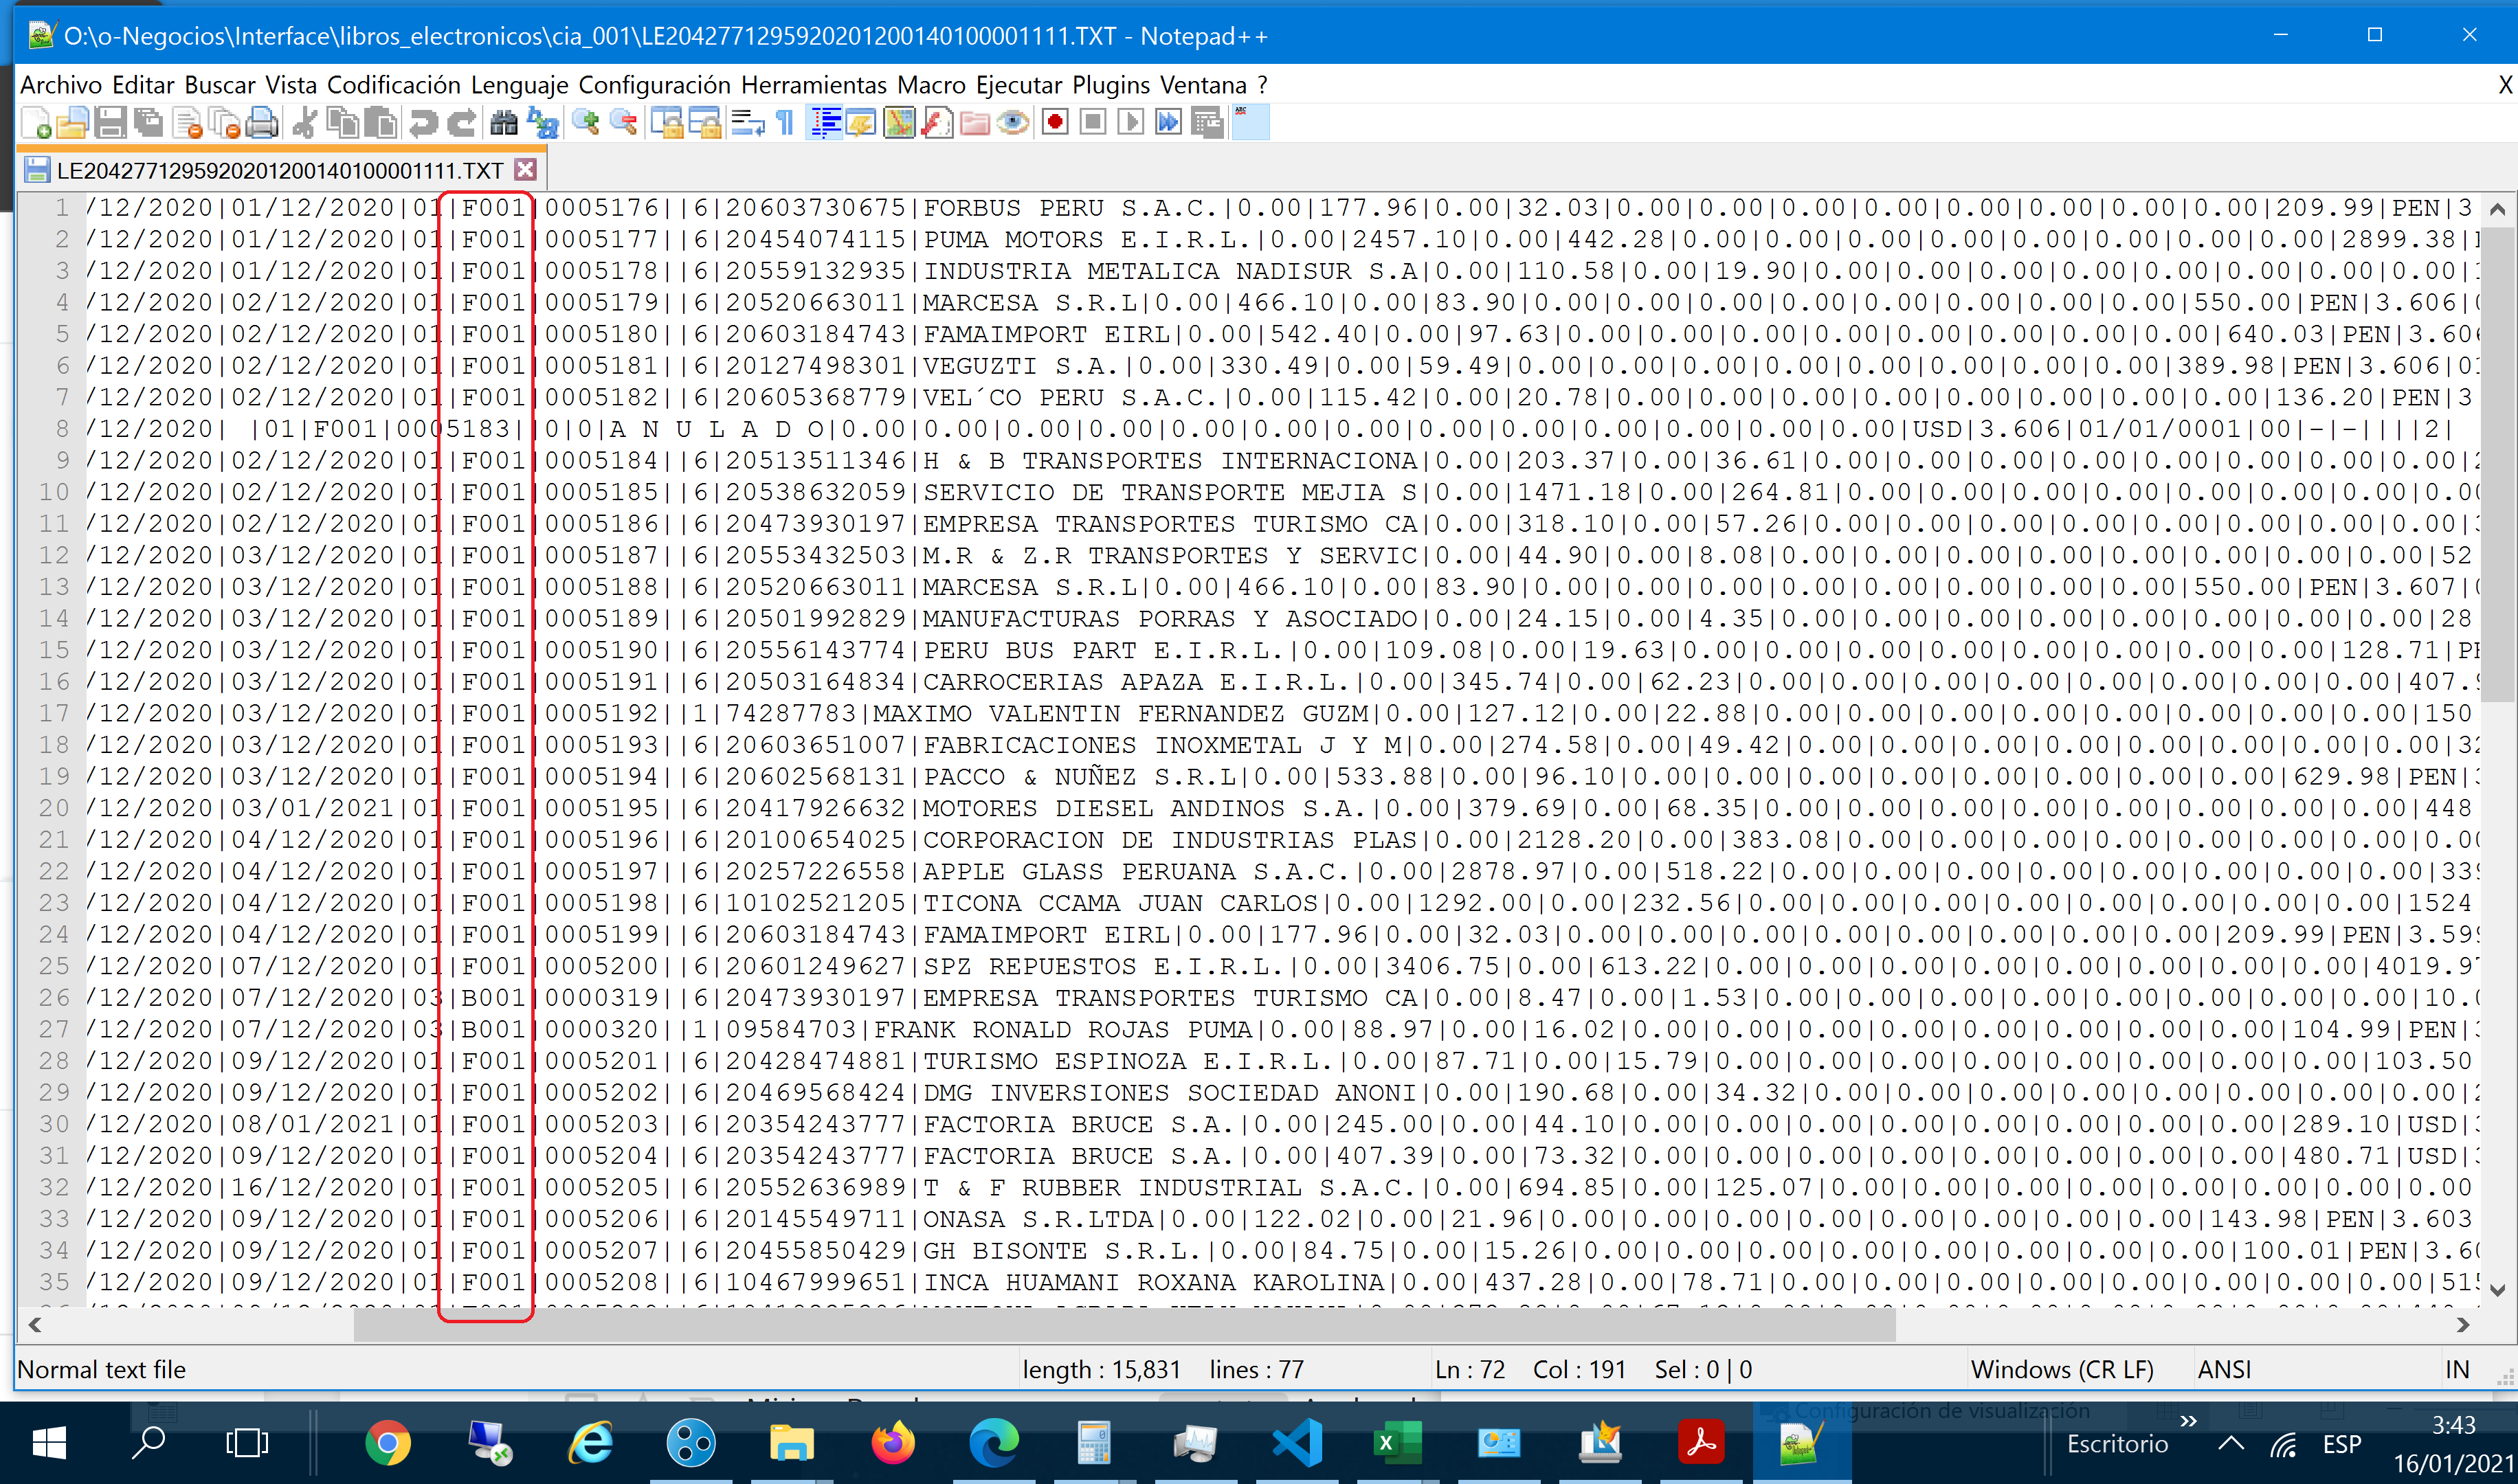 O:\o-Negocios\Interface\libros_electronicos\cia_001\LE20427712959202012001401000011​11.TXT - Notepad++
Archivo Editar Buscar Vista Codificación Lenguaje Configuración Herramientas Macro Ejecutar Plugins Ventana ? X
LE2042771295920201200140100001111.TXT
1 /12/2020|01/12/2020|01|F001|0005176||6|20603730675|FORBUS PERU S.A.C.|0.00|177.96|0.00|32.03|0.00|0.00|0.00|0.00|0.00|0.00|0.00|209.99|PEN|3
2 /12/2020|01/12/2020|01|F001|0005177||6|20454074115|PUMA MOTORS E.I.R.L.|0.00|2457.10|0.00|442.28|0.00|0.00|0.00|0.00|0.00|0.00|0.00|2899.38|
3 /12/2020|01/12/2020|01|F001|0005178||6|20559132935|INDUSTRIA METALICA NADISUR S.A|0.00|110.58|0.00|19.90|0.00|0.00|0.00|0.00|0.00|0.00|0.00|
4 /12/2020|02/12/2020|01|F001|0005179||6|20520663011|MARCESA S.R.L|0.00|466.10|0.00|83.90|0.00|0.00|0.00|0.00|0.00|0.00|0.00|550.00|PEN|3.606|
5 /12/2020|02/12/2020|01|F001|0005180||6|20603184743|FAMAIMPORT EIRL|0.00|542.40|0.00|97.63|0.00|0.00|0.00|0.00|0.00|0.00|0.00|640.03|PEN|3.606
6 /12/2020|02/12/2020|01|F001|0005181||6|20127498301|VEGUZTI S.A.|0.00|330.49|0.00|59.49|0.00|0.00|0.00|0.00|0.00|0.00|0.00|389.98|PEN|3.606|01
7 /12/2020|02/12/2020|01|F001|0005182||6|20605368779|VEL´CO PERU S.A.C.|0.00|115.42|0.00|20.78|0.00|0.00|0.00|0.00|0.00|0.00|0.00|136.20|PEN|3
8 /12/2020| |01|F001|0005183||0|0|A N U L A D O|0.00|0.00|0.00|0.00|0.00|0.00|0.00|0.00|0.00|0.00|0.00|0.00|USD|3.606|01/01/0001|00|-|-||||2|
9 /12/2020|02/12/2020|01|F001|0005184||6|20513511346|H & B TRANSPORTES INTERNACIONA|0.00|203.37|0.00|36.61|0.00|0.00|0.00|0.00|0.00|0.00|0.00|
10 /12/2020|02/12/2020|01|F001|0005185||6|20538632059|SERVICIO DE TRANSPORTE MEJIA S|0.00|1471.18|0.00|264.81|0.00|0.00|0.00|0.00|0.00|0.00|0.00
11 /12/2020|02/12/2020|01|F001|0005186||6|20473930197|EMPRESA TRANSPORTES TURISMO CA|0.00|318.10|0.00|57.26|0.00|0.00|0.00|0.00|0.00|0.00|0.00|3
12 /12/2020|03/12/2020|01|F001|0005187||6|20553432503|M.R & Z.R TRANSPORTES Y SERVIC|0.00|44.90|0.00|8.08|0.00|0.00|0.00|0.00|0.00|0.00|0.00|52
13 /12/2020|03/12/2020|01|F001|0005188||6|20520663011|MARCESA S.R.L|0.00|466.10|0.00|83.90|0.00|0.00|0.00|0.00|0.00|0.00|0.00|550.00|PEN|3.607|
14 /12/2020|03/12/2020|01|F001|0005189||6|20501992829|MANUFACTURAS PORRAS Y ASOCIADO|0.00|24.15|0.00|4.35|0.00|0.00|0.00|0.00|0.00|0.00|0.00|28
15 /12/2020|03/12/2020|01|F001|0005190||6|20556143774|PERU BUS PART E.I.R.L.|0.00|109.08|0.00|19.63|0.00|0.00|0.00|0.00|0.00|0.00|0.00|128.71|PE
16 /12/2020|03/12/2020|01|F001|0005191||6|20503164834|CARROCERIAS APAZA E.I.R.L.|0.00|345.74|0.00|62.23|0.00|0.00|0.00|0.00|0.00|0.00|0.00|407.9
17 /12/2020|03/12/2020|01|F001|0005192||1|74287783|MAXIMO VALENTIN FERNANDEZ GUZM|0.00|127.12|0.00|22.88|0.00|0.00|0.00|0.00|0.00|0.00|0.00|150
18 /12/2020|03/12/2020|01|F001|0005193||6|20603651007|FABRICACIONES INOXMETAL J Y M|0.00|274.58|0.00|49.42|0.00|0.00|0.00|0.00|0.00|0.00|0.00|32
19 /12/2020|03/12/2020|01|F001|0005194||6|20602568131|PACCO & NUÑEZ S.R.L|0.00|533.88|0.00|96.10|0.00|0.00|0.00|0.00|0.00|0.00|0.00|629.98|PEN|3
20 /12/2020|03/01/2021|01|F001|0005195||6|20417926632|MOTORES DIESEL ANDINOS S.A.|0.00|379.69|0.00|68.35|0.00|0.00|0.00|0.00|0.00|0.00|0.00|448
21 /12/2020|04/12/2020|01|F001|0005196||6|20100654025|CORPORACION DE INDUSTRIAS PLAS|0.00|2128.20|0.00|383.08|0.00|0.00|0.00|0.00|0.00|0.00|0.00
22 /12/2020|04/12/2020|01|F001|0005197||6|20257226558|APPLE GLASS PERUANA S.A.C.|0.00|2878.97|0.00|518.22|0.00|0.00|0.00|0.00|0.00|0.00|0.00|339
23 /12/2020|04/12/2020|01|F001|0005198||6|10102521205|TICONA CCAMA JUAN CARLOS|0.00|1292.00|0.00|232.56|0.00|0.00|0.00|0.00|0.00|0.00|0.00|1524
24 /12/2020|04/12/2020|01|F001|0005199||6|20603184743|FAMAIMPORT EIRL|0.00|177.96|0.00|32.03|0.00|0.00|0.00|0.00|0.00|0.00|0.00|209.99|PEN|3.599
25 /12/2020|07/12/2020|01|F001|0005200||6|20601249627|SPZ REPUESTOS E.I.R.L.|0.00|3406.75|0.00|613.22|0.00|0.00|0.00|0.00|0.00|0.00|0.00|4019.97
26 /12/2020|07/12/2020|03|B001|0000319||6|20473930197|EMPRESA TRANSPORTES TURISMO CA|0.00|8.47|0.00|1.53|0.00|0.00|0.00|0.00|0.00|0.00|0.00|10.0
27 /12/2020|07/12/2020|03|B001|0000320||1|09584703|FRANK RONALD ROJAS PUMA|0.00|88.97|0.00|16.02|0.00|0.00|0.00|0.00|0.00|0.00|0.00|104.99|PEN|3
28 /12/2020|09/12/2020|01|F001|0005201||6|20428474881|TURISMO ESPINOZA E.I.R.L.|0.00|87.71|0.00|15.79|0.00|0.00|0.00|0.00|0.00|0.00|0.00|103.50
29 /12/2020|09/12/2020|01|F001|0005202||6|20469568424|DMG INVERSIONES SOCIEDAD ANONI|0.00|190.68|0.00|34.32|0.00|0.00|0.00|0.00|0.00|0.00|0.00|2
30 /12/2020|08/01/2021|01|F001|0005203||6|20354243777|FACTORIA BRUCE S.A.|0.00|245.00|0.00|44.10|0.00|0.00|0.00|0.00|0.00|0.00|0.00|289.10|USD|3
31 /12/2020|09/12/2020|01|F001|0005204||6|20354243777|FACTORIA BRUCE S.A.|0.00|407.39|0.00|73.32|0.00|0.00|0.00|0.00|0.00|0.00|0.00|480.71|USD|3
32 /12/2020|16/12/2020|01|F001|0005205||6|20552636989|T & F RUBBER INDUSTRIAL S.A.C.|0.00|694.85|0.00|125.07|0.00|0.00|0.00|0.00|0.00|0.00|0.00
33 /12/2020|09/12/2020|01|F001|0005206||6|20145549711|ONASA S.R.LTDA|0.00|122.02|0.00|21.96|0.00|0.00|0.00|0.00|0.00|0.00|0.00|143.98|PEN|3.603
34 /12/2020|09/12/2020|01|F001|0005207||6|20455850429|GH BISONTE S.R.L.|0.00|84.75|0.00|15.26|0.00|0.00|0.00|0.00|0.00|0.00|0.00|100.01|PEN|3.60
35 /12/2020|09/12/2020|01|F001|0005208||6|10467999651|INCA HUAMANI ROXANA KAROLINA|0.00|437.28|0.00|78.71|0.00|0.00|0.00|0.00|0.00|0.00|0.00|515
Normal text file length : 15,831 lines : 77 Ln : 72 Col : 191 Sel : 0 | 0 Windows (CR LF) ANSI IN
Configuración de visualización
Escritorio ESP 3:43
16/01/2021